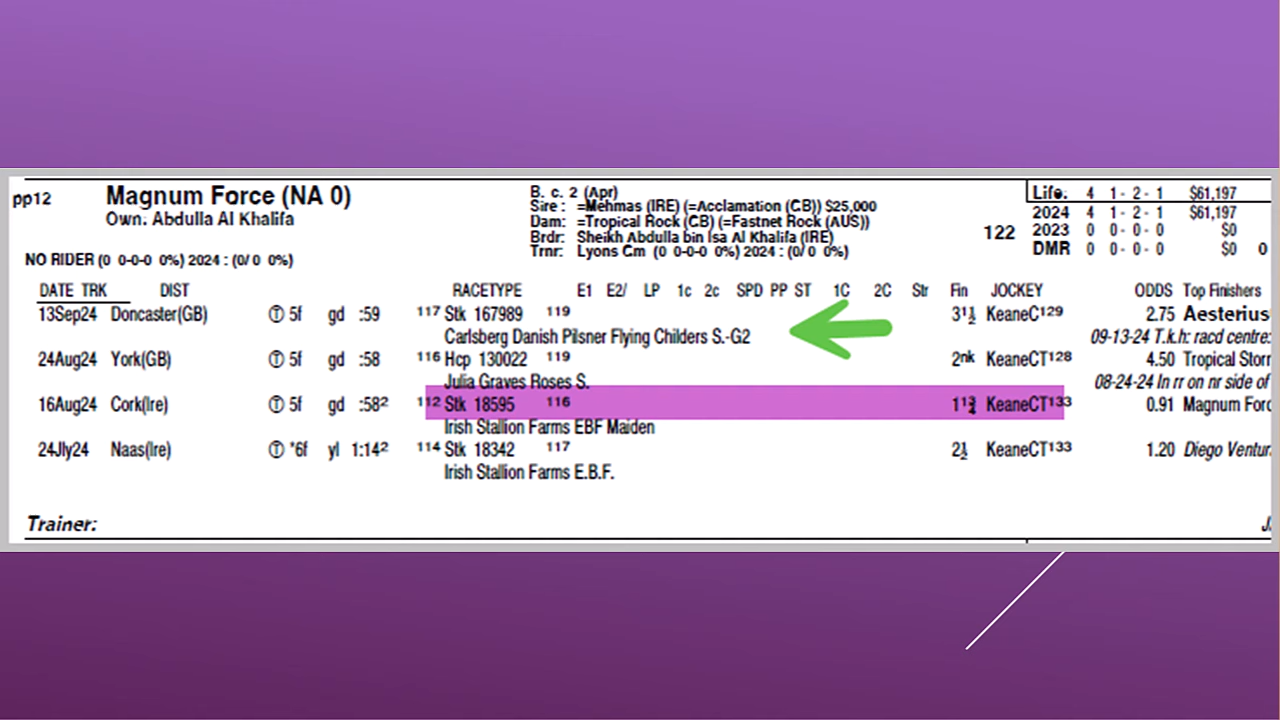 pp12 Magnum Force (NA 0) B. c. 2 (Apr) Life: 4 1- 2- 1 $61,197
Own. Abdulla Al Khalifa Sire : =Mehmas (IRE) (=Acclamation (GB)) $25,000 2024 4 1- 2- 1 $61,197
Dam: =Tropical Rock (GB) (=Fastnet Rock (AUS)) 122 2023 0 0- 0- 0 $0
Brdr: Sheikh Abdulla bin Isa Al Khalifa (IRE) DMR 0 0- 0- 0 $0 0
Trnr: Lyons Cm (0 0-0-0 0%) 2024 : (0/ 0 0%)
NO RIDER (0 0-0-0 0%) 2024 : (0/ 0 0%)
DATE TRK DIST RACETYPE E1 E2/ LP 1c 2c SPD PP ST 1C 2C Str Fin JOCKEY ODDS Top Finishers
13Sep24 Doncaster(GB) Ⓣ 5f gd :59 117 Stk 167989 119 3 1½ KeaneC129 2.75 Aesterius
Carlsberg Danish Pilsner Flying Childers S.-G2 09-13-24 T.k.h: racd centre:
24Aug24 York(GB) Ⓣ 5f gd :58 116 Hcp 130022 119 2nk KeaneCT128 4.50 Tropical Storr
Julia Graves Roses S. 08-24-24 In rr on nr side of
16Aug24 Cork(Ire) Ⓣ 5f gd :58² 112 Stk 18595 116 1 1¾ KeaneCT133 0.91 Magnum Forc
Irish Stallion Farms EBF Maiden
24Jly24 Naas(Ire) Ⓣ *6f yl 1:14² 114 Stk 18342 117 2½ KeaneCT133 1.20 Diego Ventur
Irish Stallion Farms E.B.F.
Trainer: J.